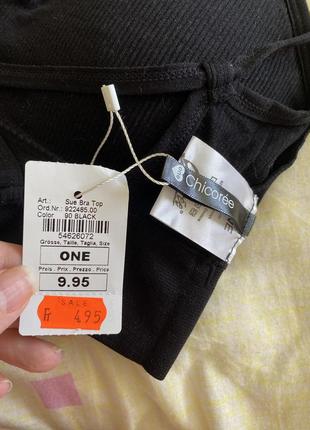 Art.: Sue Bra Top
Ord.Nr.: 922485.00
Color 90 BLACK
54626072
Grösse, Taille, Taglia, Size
ONE
Preis . Prix . Prezzo . Price
9.95
SALE
Fr 4.95
Chicorée